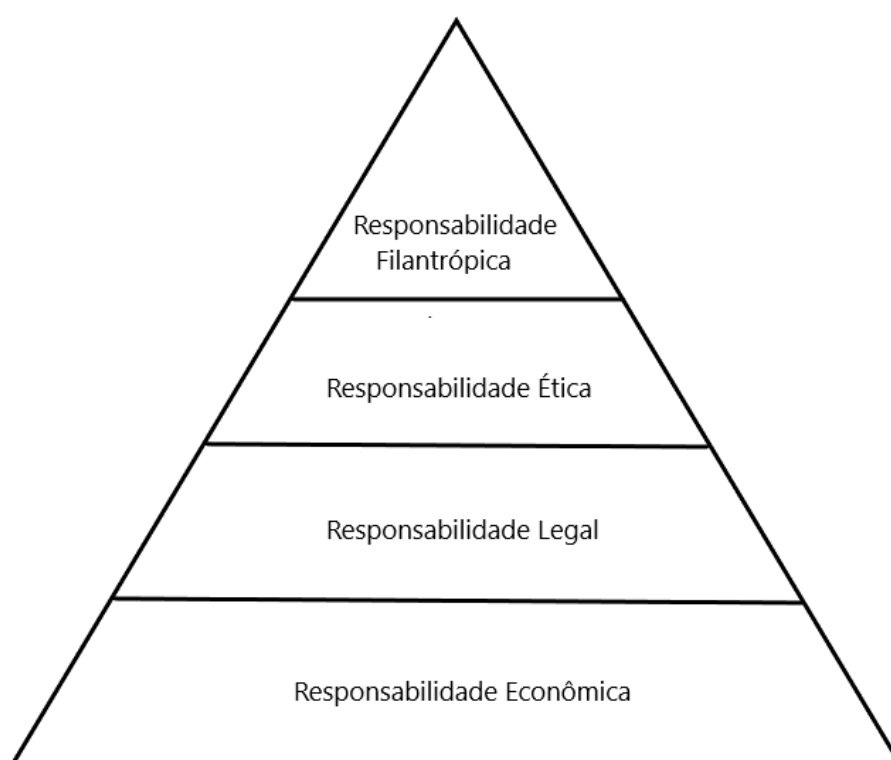 Responsabilidade
Filantrópica
Responsabilidade Ética
Responsabilidade Legal
Responsabilidade Econômica